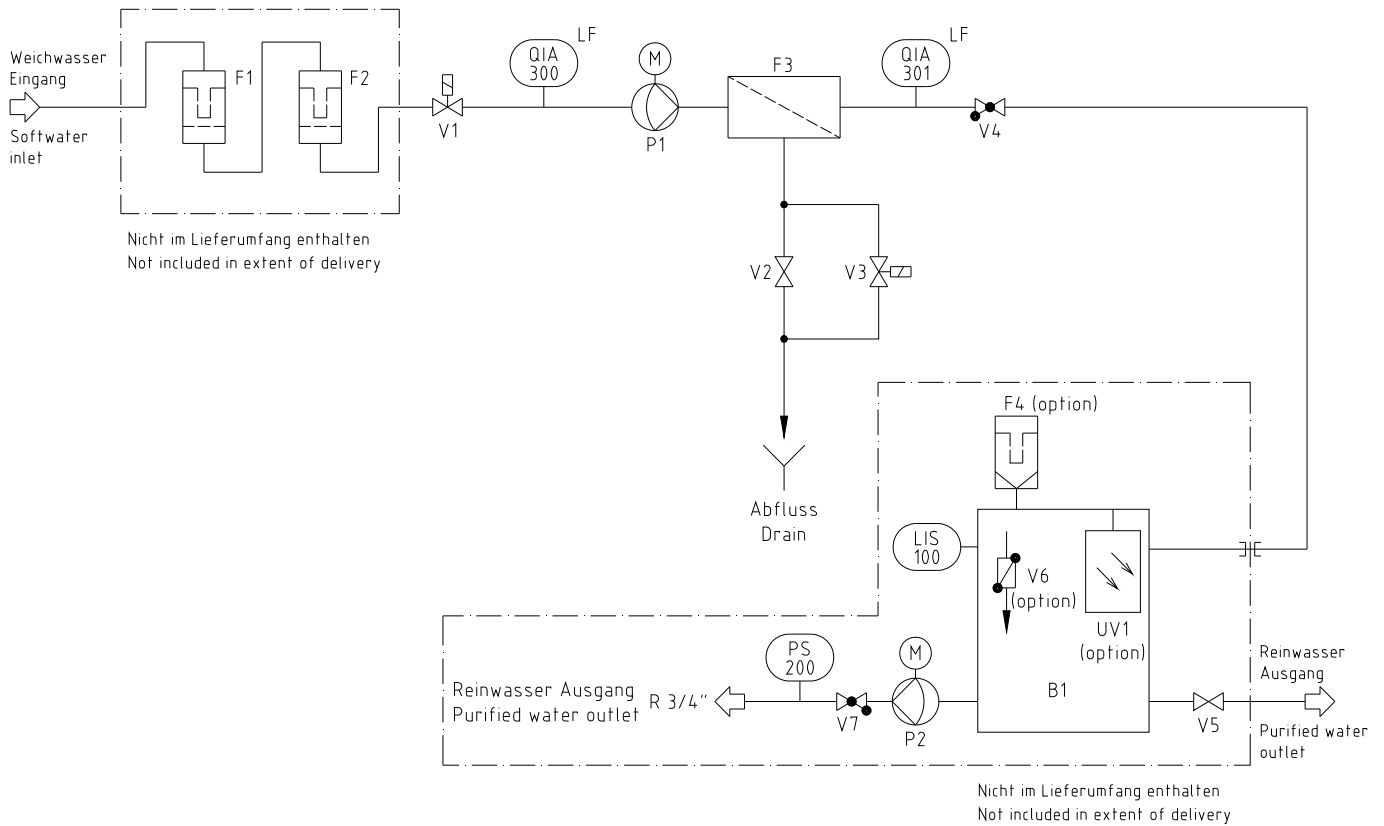 Weichwasser
Eingang
Softwater
inlet
F1
F2
Nicht im Lieferumfang enthalten
Not included in extent of delivery
V1
LF
QIA
300
M
P1
F3
LF
QIA
301
V4
V2
V3
Abfluss
Drain
F4 (option)
LIS
100
V6
(option)
UV1
(option)
B1
PS
200
M
Reinwasser Ausgang
Purified water outlet
R 3/4"
V7
P2
V5
Reinwasser
Ausgang
Purified water
outlet
Nicht im Lieferumfang enthalten
Not included in extent of delivery